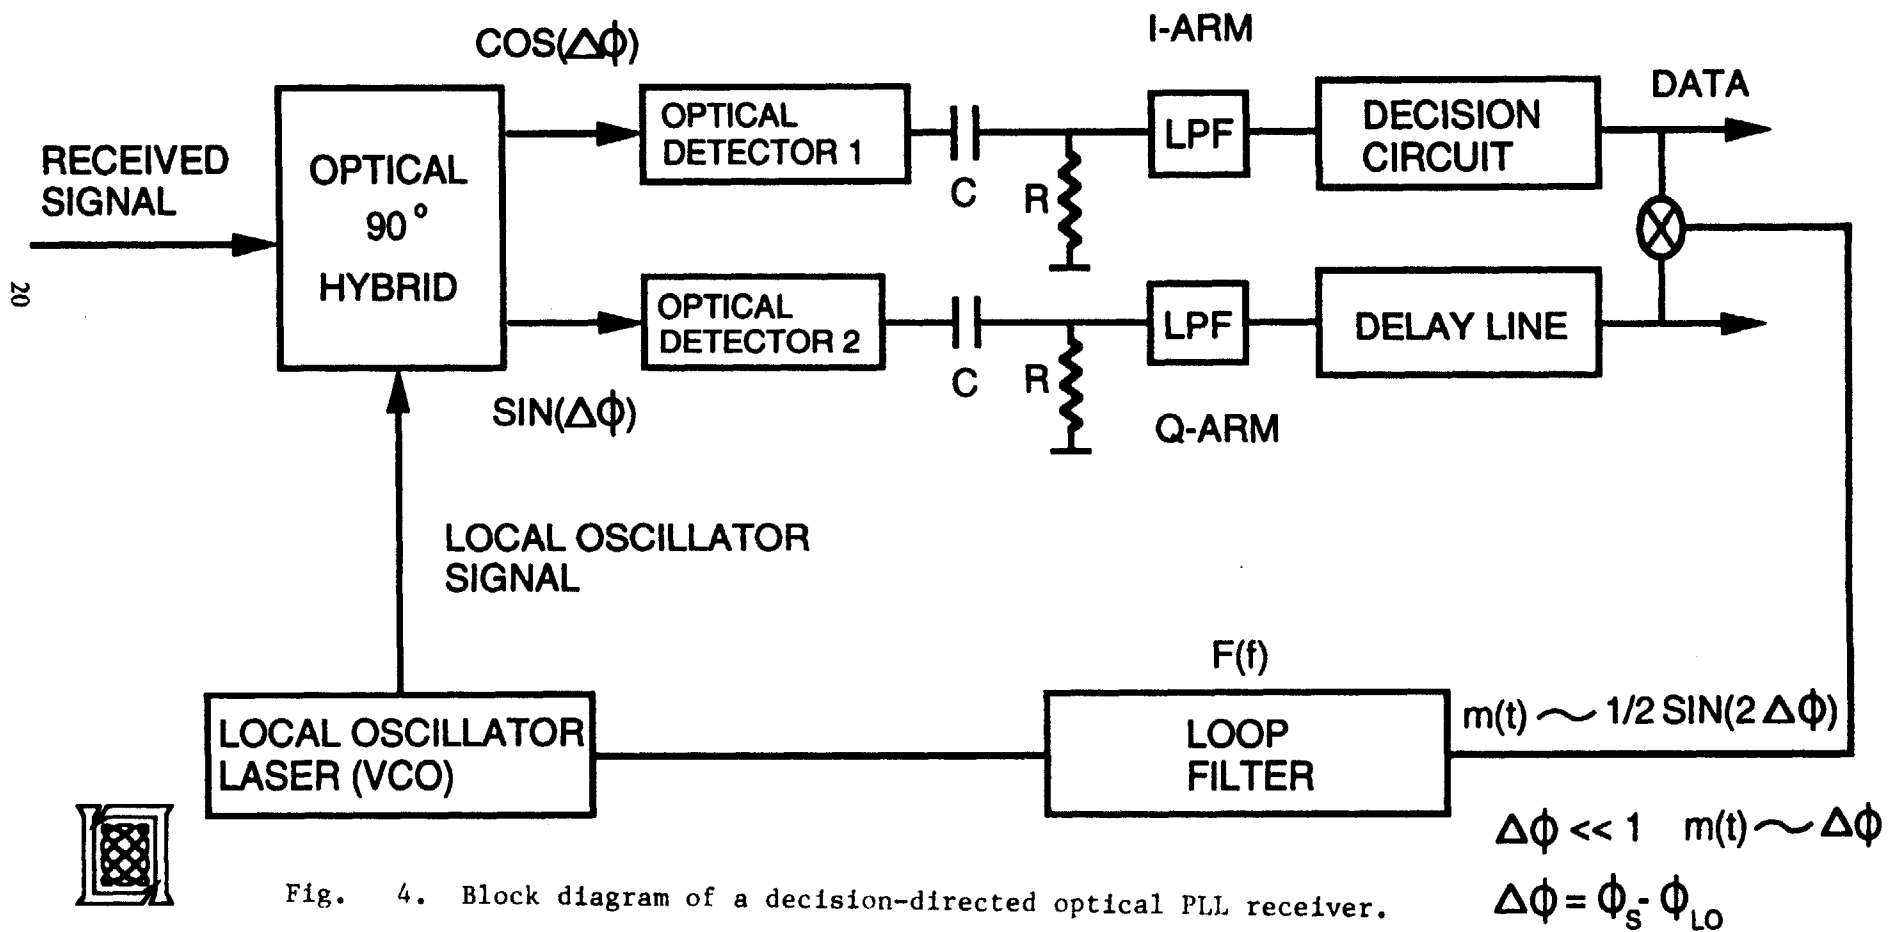 COS(Δϕ)
I-ARM
DATA
RECEIVED
SIGNAL
OPTICAL
90°
HYBRID
OPTICAL
DETECTOR 1
C
R
LPF
DECISION
CIRCUIT
20
OPTICAL
DETECTOR 2
C
R
LPF
DELAY LINE
SIN(Δϕ)
Q-ARM
LOCAL OSCILLATOR
SIGNAL
F(f)
LOCAL OSCILLATOR
LASER (VCO)
LOOP
FILTER
m(t) ~ 1/2 SIN(2 Δϕ)
Δϕ << 1 m(t) ~ Δϕ
Δϕ = ϕS - ϕLO
Fig. 4. Block diagram of a decision-directed optical PLL receiver.